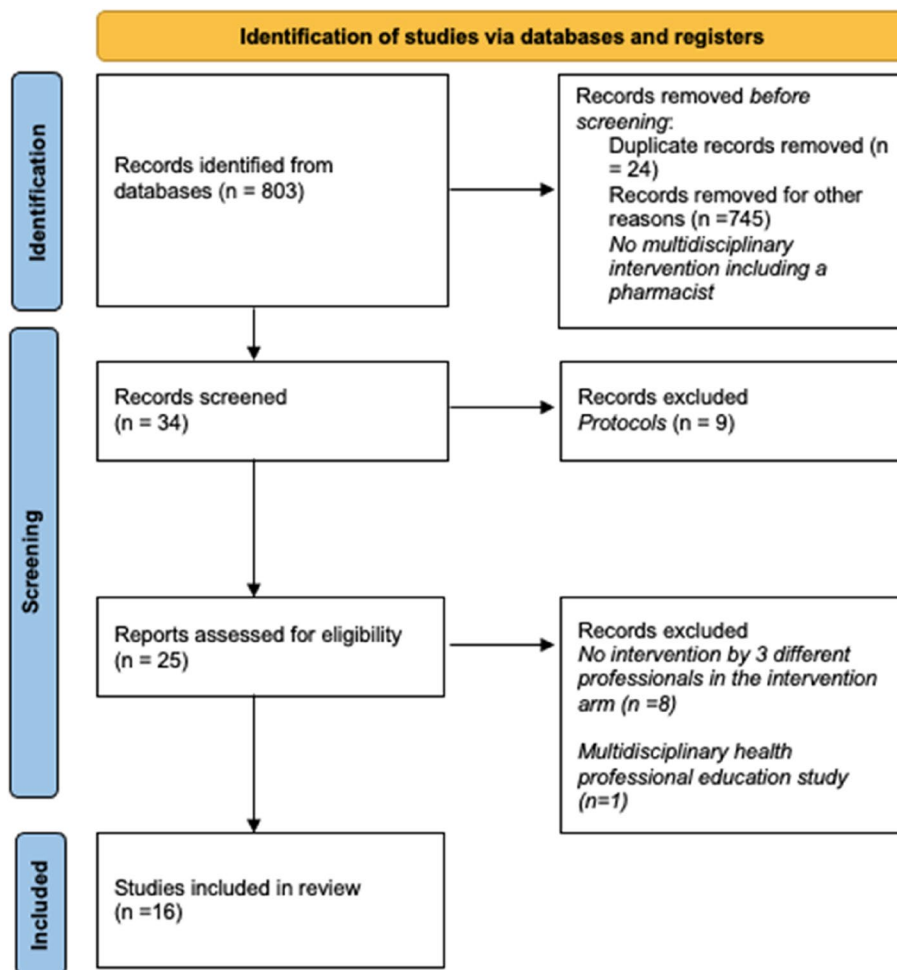 Identification of studies via databases and registers
Identification
Records identified from
databases (n = 803)
Records removed before
screening:
Duplicate records removed (n
= 24)
Records removed for other
reasons (n =745)
No multidisciplinary
intervention including a
pharmacist
Screening
Records screened
(n = 34)
Records excluded
Protocols (n = 9)
Reports assessed for eligibility
(n = 25)
Records excluded
No intervention by 3 different
professionals in the intervention
arm (n =8)
Multidisciplinary health
professional education study
(n=1)
Included
Studies included in review
(n =16)